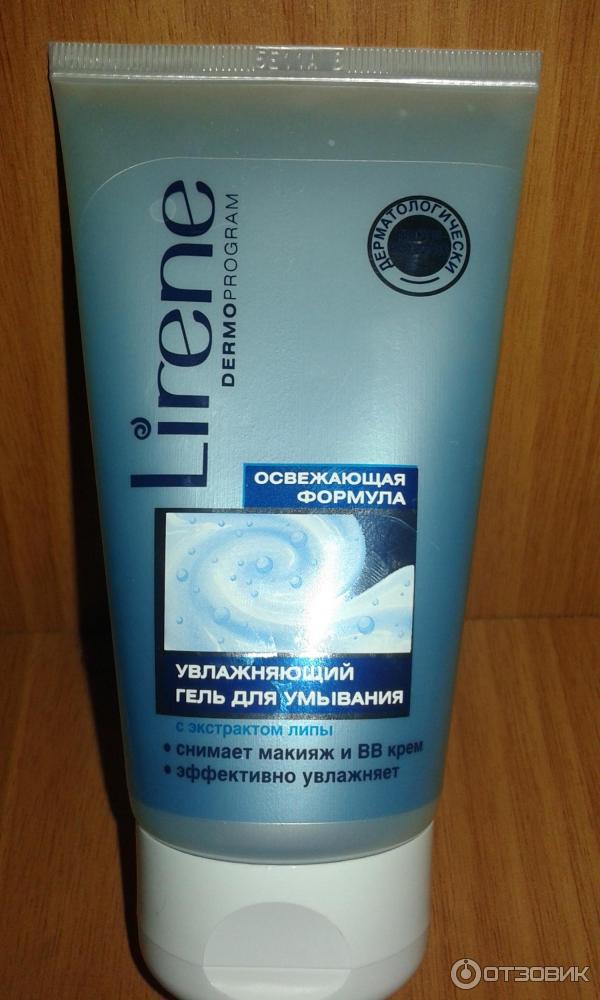 Lirene
DERMOPROGRAM
ДЕРМАТОЛОГИЧЕСКИ
ОСВЕЖАЮЩАЯ
ФОРМУЛА
УВЛАЖНЯЮЩИЙ
ГЕЛЬ ДЛЯ УМЫВАНИЯ
с экстрактом липы
• снимает макияж и ВВ крем
• эффективно увлажняет
ОТЗОВИК